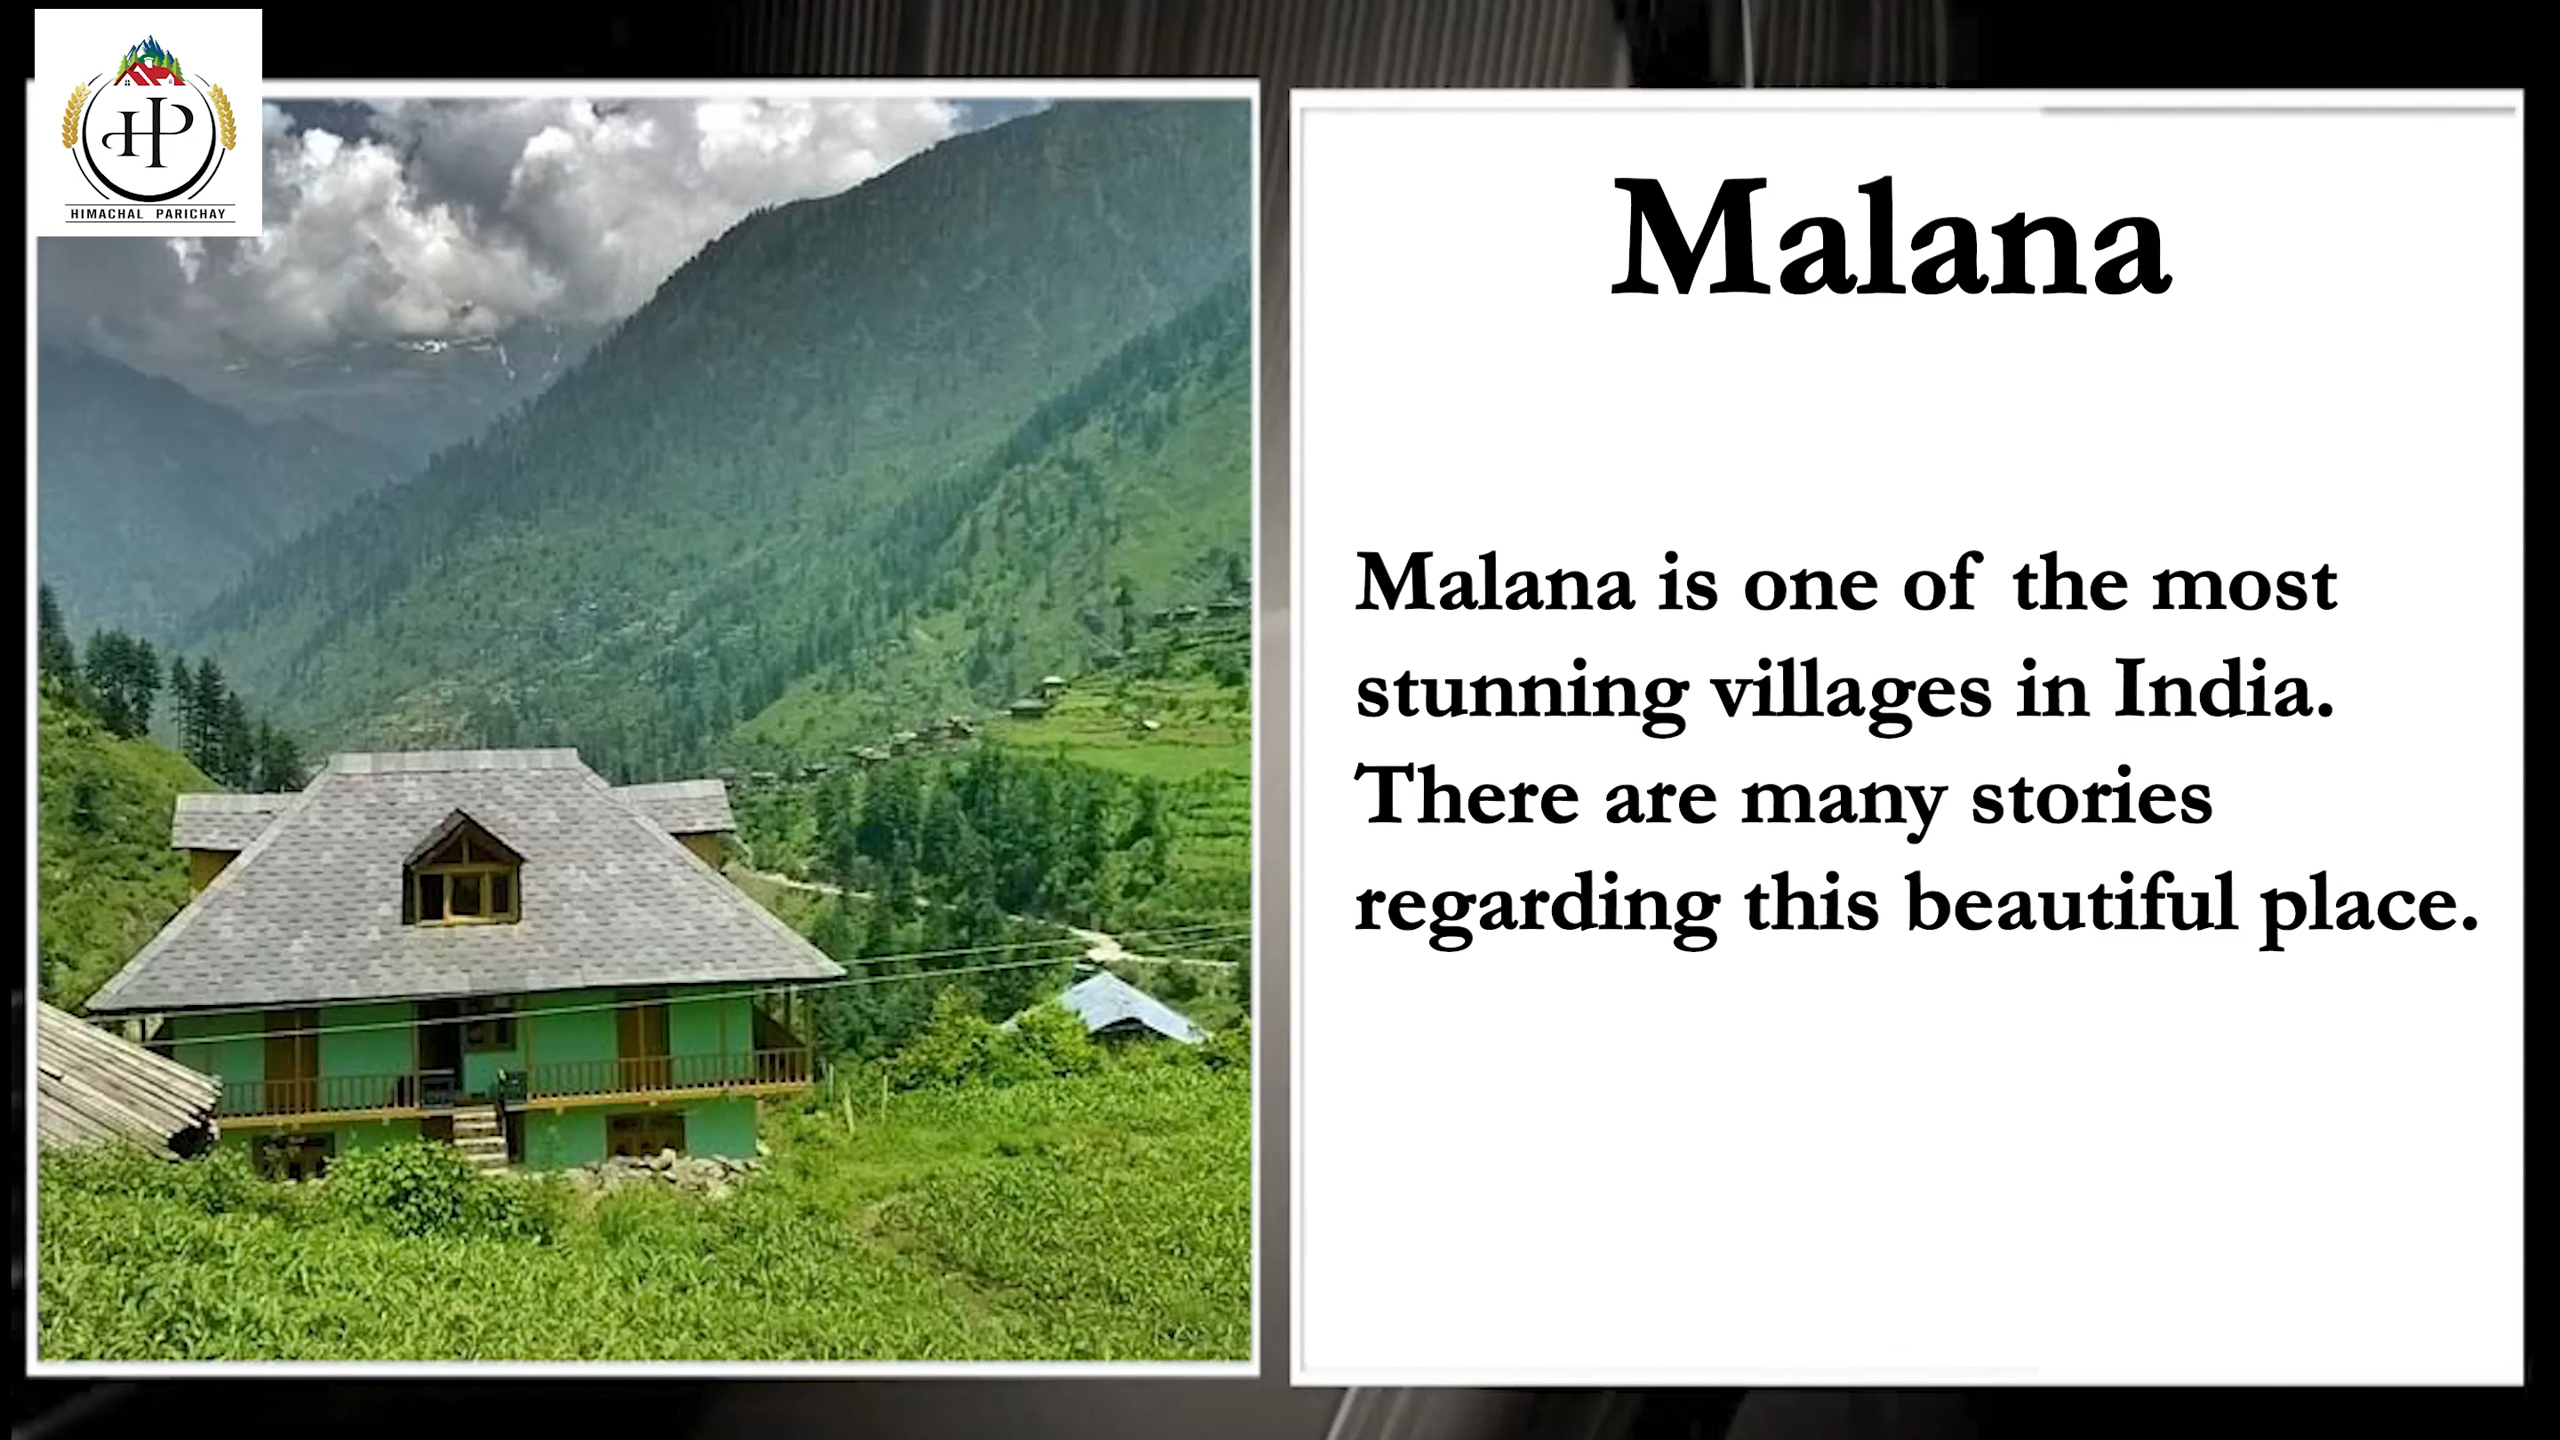 HP
HIMACHAL PARICHAY
Malana
Malana is one of the most
stunning villages in India.
There are many stories
regarding this beautiful place.